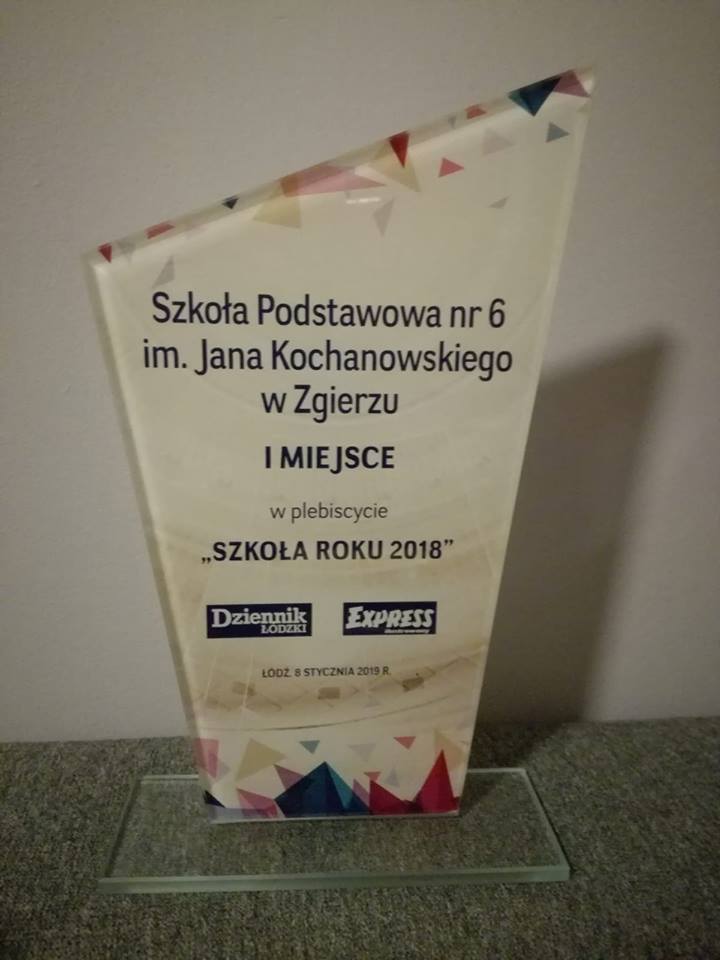 Szkoła Podstawowa nr 6
im. Jana Kochanowskiego
w Zgierzu
I MIEJSCE
w plebiscycie
„SZKOŁA ROKU 2018”
Dziennik
ŁÓDZKI
EXPRESS
ilustrowany
ŁÓDŹ, 8 STYCZNIA 2019 R.